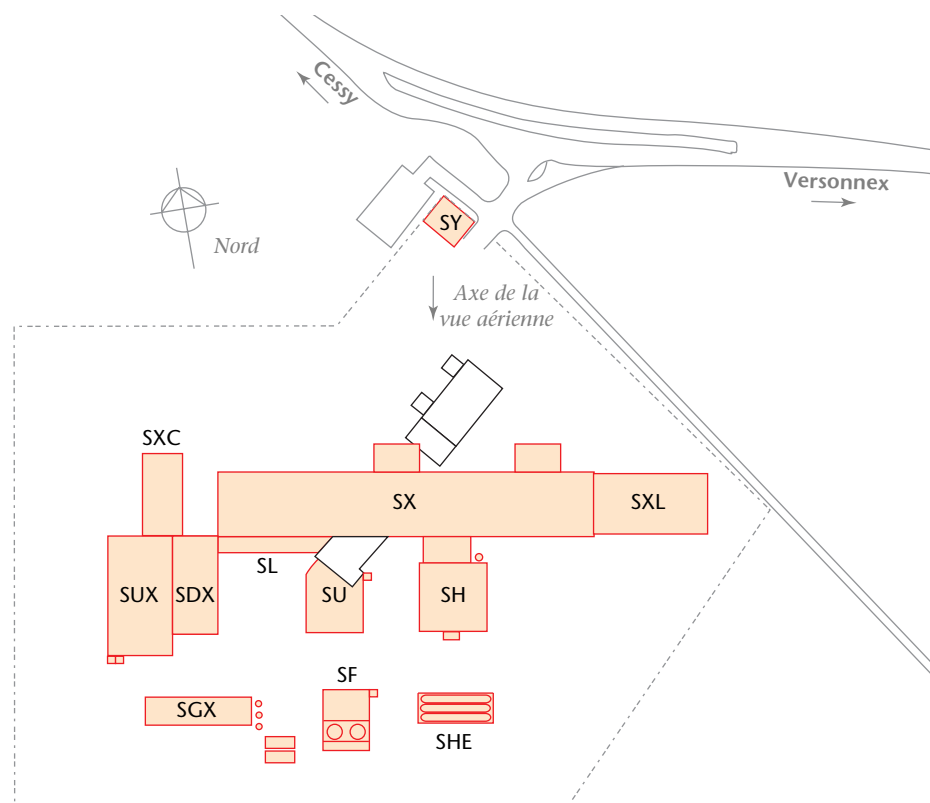 Cessy
Versonnex
SY
Nord
Axe de la
vue aérienne
SXC
SX
SXL
SL
SUX
SDX
SU
SH
SF
SGX
SHE